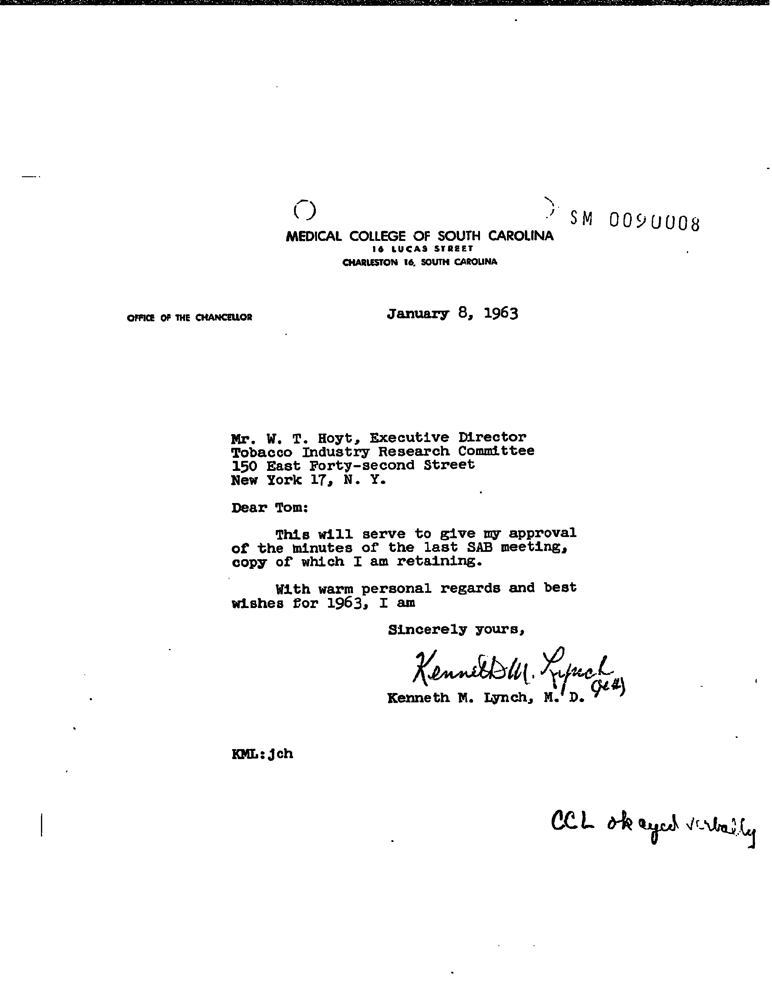 SM 0090008
MEDICAL COLLEGE OF SOUTH CAROLINA
16 LUCAS STREET
CHARLESTON 16, SOUTH CAROLINA
OFFICE OF THE CHANCELLOR
January 8, 1963
Mr. W. T. Hoyt, Executive Director
Tobacco Industry Research Committee
150 East Forty-second Street
New York 17, N. Y.
Dear Tom:
This will serve to give my approval
of the minutes of the last SAB meeting,
copy of which I am retaining.
With warm personal regards and best
wishes for 1963, I am
Sincerely yours,
Kenneth M. Lynch
Kenneth M. Lynch, M. D.
KML:jch
CCL okayed verbally